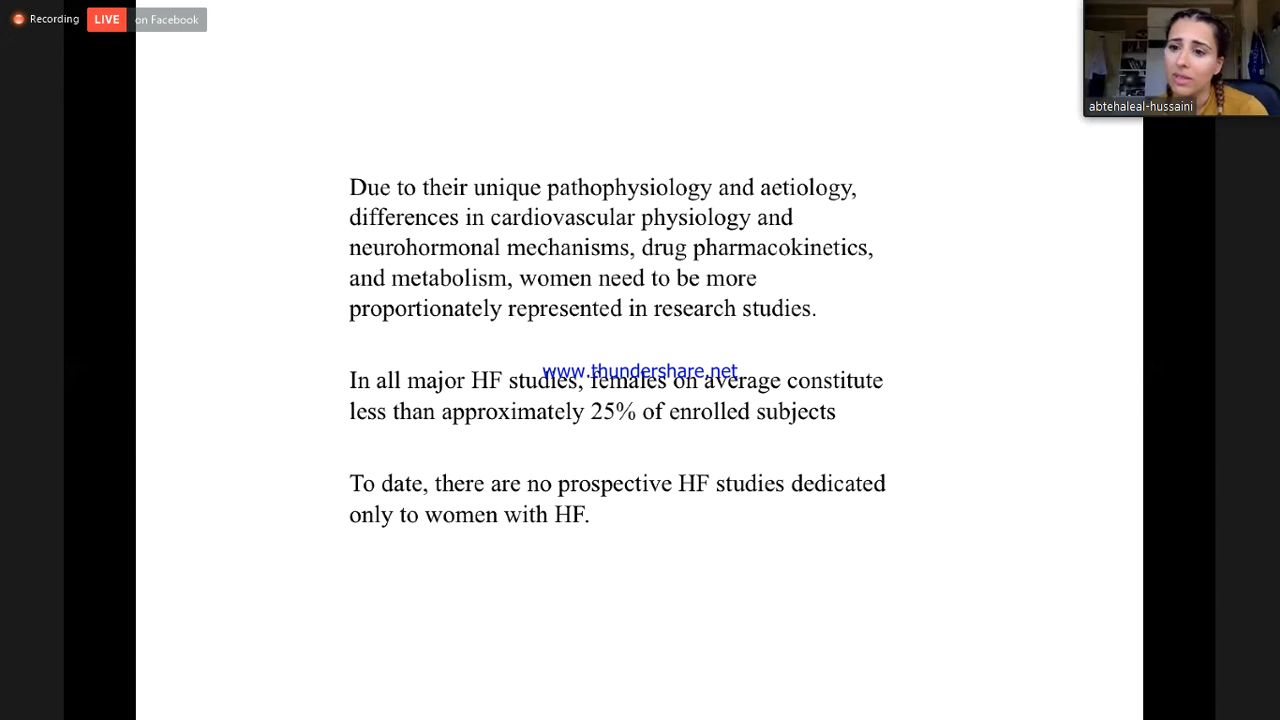 Recording
LIVE on Facebook
abtehaleal-hussaini
Due to their unique pathophysiology and aetiology,
differences in cardiovascular physiology and
neurohormonal mechanisms, drug pharmacokinetics,
and metabolism, women need to be more
proportionately represented in research studies.
www.thundershare.net
In all major HF studies, females on average constitute
less than approximately 25% of enrolled subjects
To date, there are no prospective HF studies dedicated
only to women with HF.